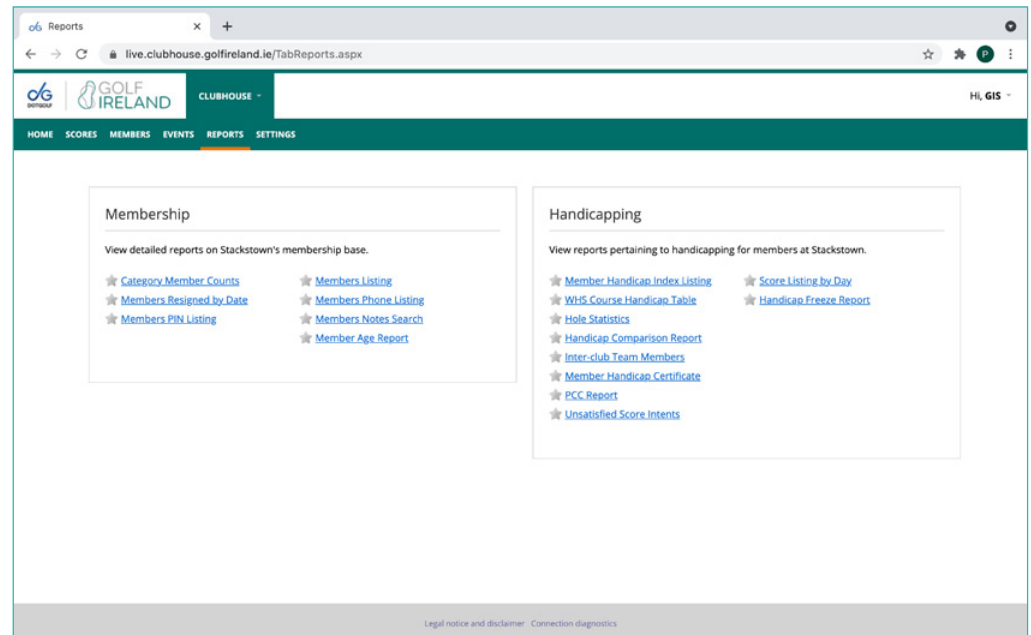 Reports
live.clubhouse.golfireland.ie/TabReports.aspx
P
dG
DOTGOLF
GOLF
IRELAND
CLUBHOUSE
Hi, GIS
HOME SCORES MEMBERS EVENTS REPORTS SETTINGS
Membership
View detailed reports on Stackstown's membership base.
Category Member Counts
Members Resigned by Date
Members PIN Listing
Members Listing
Members Phone Listing
Members Notes Search
Member Age Report
Handicapping
View reports pertaining to handicapping for members at Stackstown.
Member Handicap Index Listing
WHS Course Handicap Table
Hole Statistics
Handicap Comparison Report
Inter-club Team Members
Member Handicap Certificate
PCC Report
Unsatisfied Score Intents
Score Listing by Day
Handicap Freeze Report
Legal notice and disclaimer Connection diagnostics